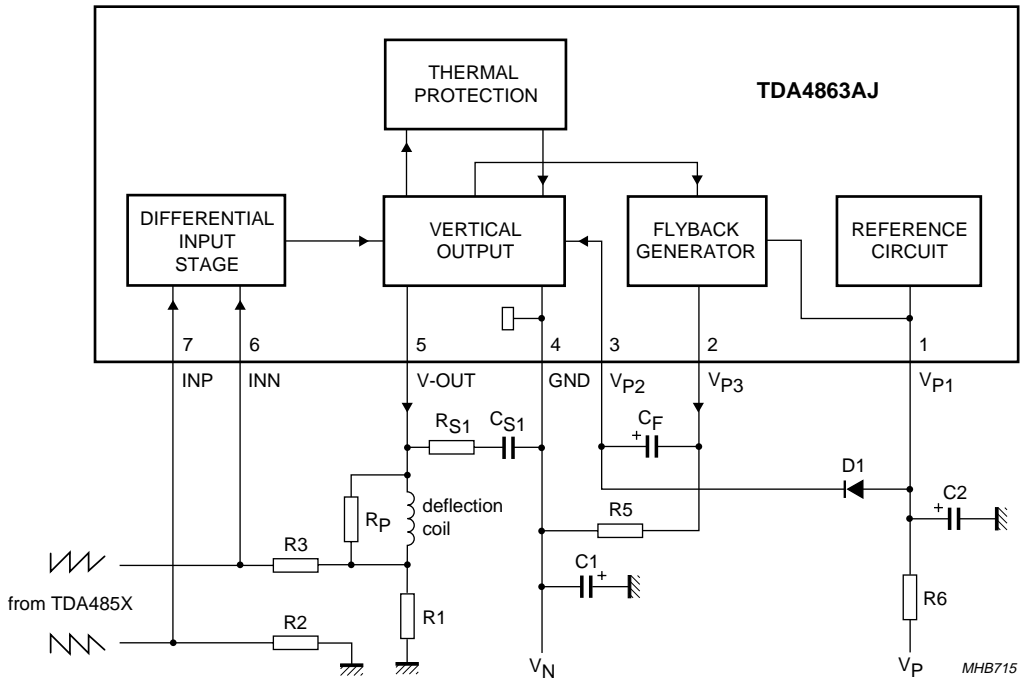 THERMAL
PROTECTION
TDA4863AJ
DIFFERENTIAL
INPUT
STAGE
VERTICAL
OUTPUT
FLYBACK
GENERATOR
REFERENCE
CIRCUIT
7 6 5 4 3 2 1
INP INN V-OUT GND VP2 VP3 VP1
RS1 CS1 CF +
D1
+ C2
RP
deflection
coil
R5
R3
C1 +
from TDA485X
R1
R6
R2
VN VP
MHB715